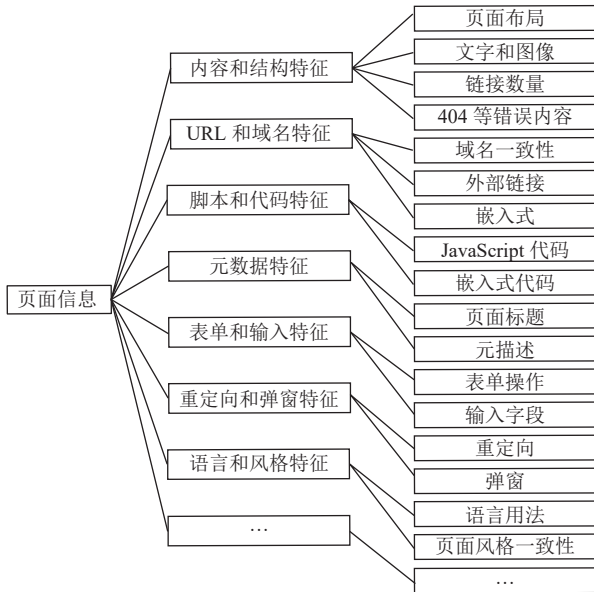 页面信息
内容和结构特征
页面布局
文字和图像
链接数量
404 等错误内容
URL 和域名特征
域名一致性
外部链接
嵌入式
脚本和代码特征
JavaScript 代码
嵌入式代码
元数据特征
页面标题
元描述
表单和输入特征
表单操作
输入字段
重定向和弹窗特征
重定向
弹窗
语言和风格特征
语言用法
页面风格一致性
…
…